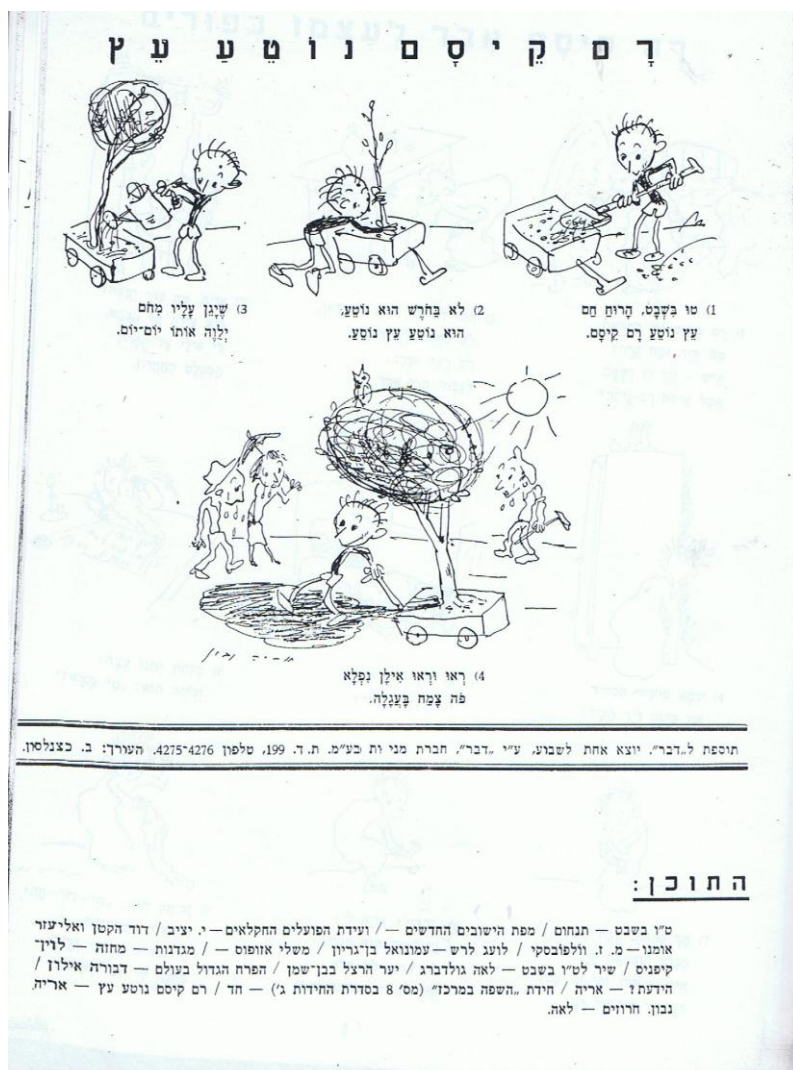 רָם קֵיסָם נוֹטֵעַ עֵץ
1) טוּ בִּשְׁבָט, הָרוּחַ חַם
עֵץ נוֹטֵעַ רָם קֵיסָם.
2) לֹא בַּחֹרֶשׁ הוּא נוֹטֵעַ,
הוּא נוֹטֵעַ עֵץ נוֹסֵעַ.
3) שֶׁיָּגֵן עָלָיו מֵחֹם
יְלַוֶּה אוֹתוֹ יוֹם־יוֹם.
אריה נבון
4) רְאוּ וּרְאוּ אִילָן נִפְלָא
פֹּה צָמַח בָּעֲגָלָה.
תוספת ל„דבר". יוצא אחת לשבוע, ע"י „דבר". חברת מניות בע"מ. ת.ד. 199, טלפון 4275-4276. העורך: ב. כצנלסון.
התוכן:
ט"ו בשבט — תנחום / מפת הישובים החדשים — / ועידת הפועלים החקלאים — י. יציב / דוד הקטן ואליעזר
אומנו — מ. ז. וולפובסקי / לועג לרש — עמונואל בן־גריון / משלי אזופוס — / מגדנות — מחזה — לוין־
קיפניס / שיר לט"ו בשבט — לאה גולדברג / יער הרצל בבן־שמן / הפרח הגדול בעולם — דבורה אילון /
הידעת? — אריה / חידת „השפה במרכז" (מס' 8 בסדרת החידות ג') — חד / רם קיסם נוטע עץ — אריה
נבון. חרוזים — לאה.